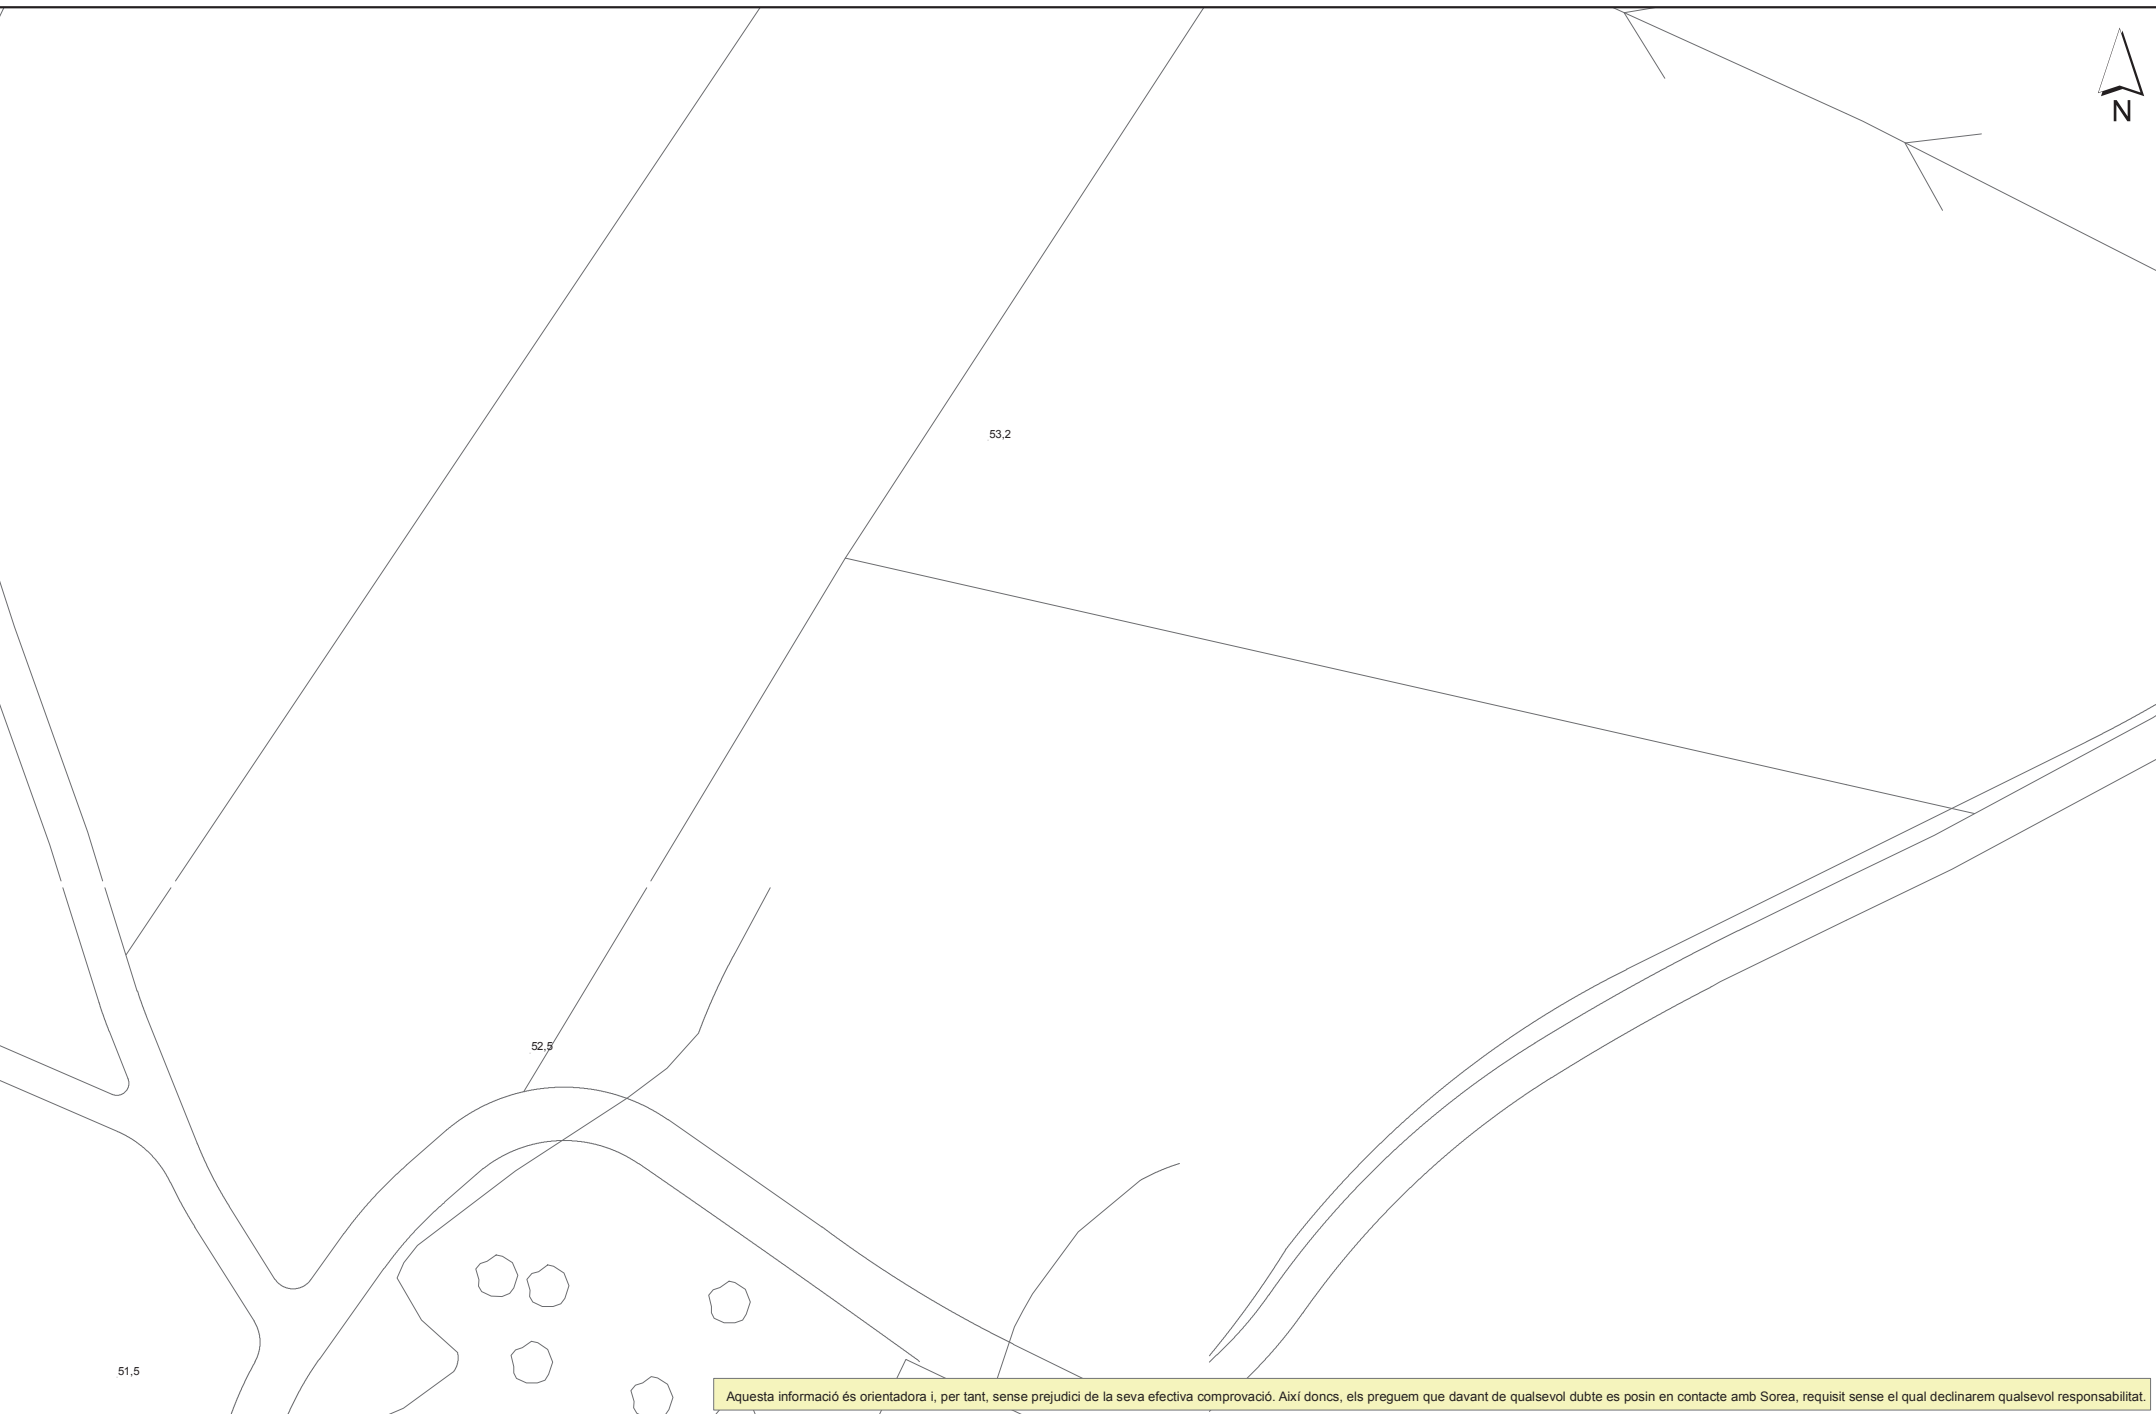 N
53,2
52,5
51,5
Aquesta informació és orientadora i, per tant, sense prejudici de la seva efectiva comprovació. Així doncs, els preguem que davant de qualsevol dubte es posin en contacte amb Sorea, requisit sense el qual declinarem qualsevol responsabilitat.